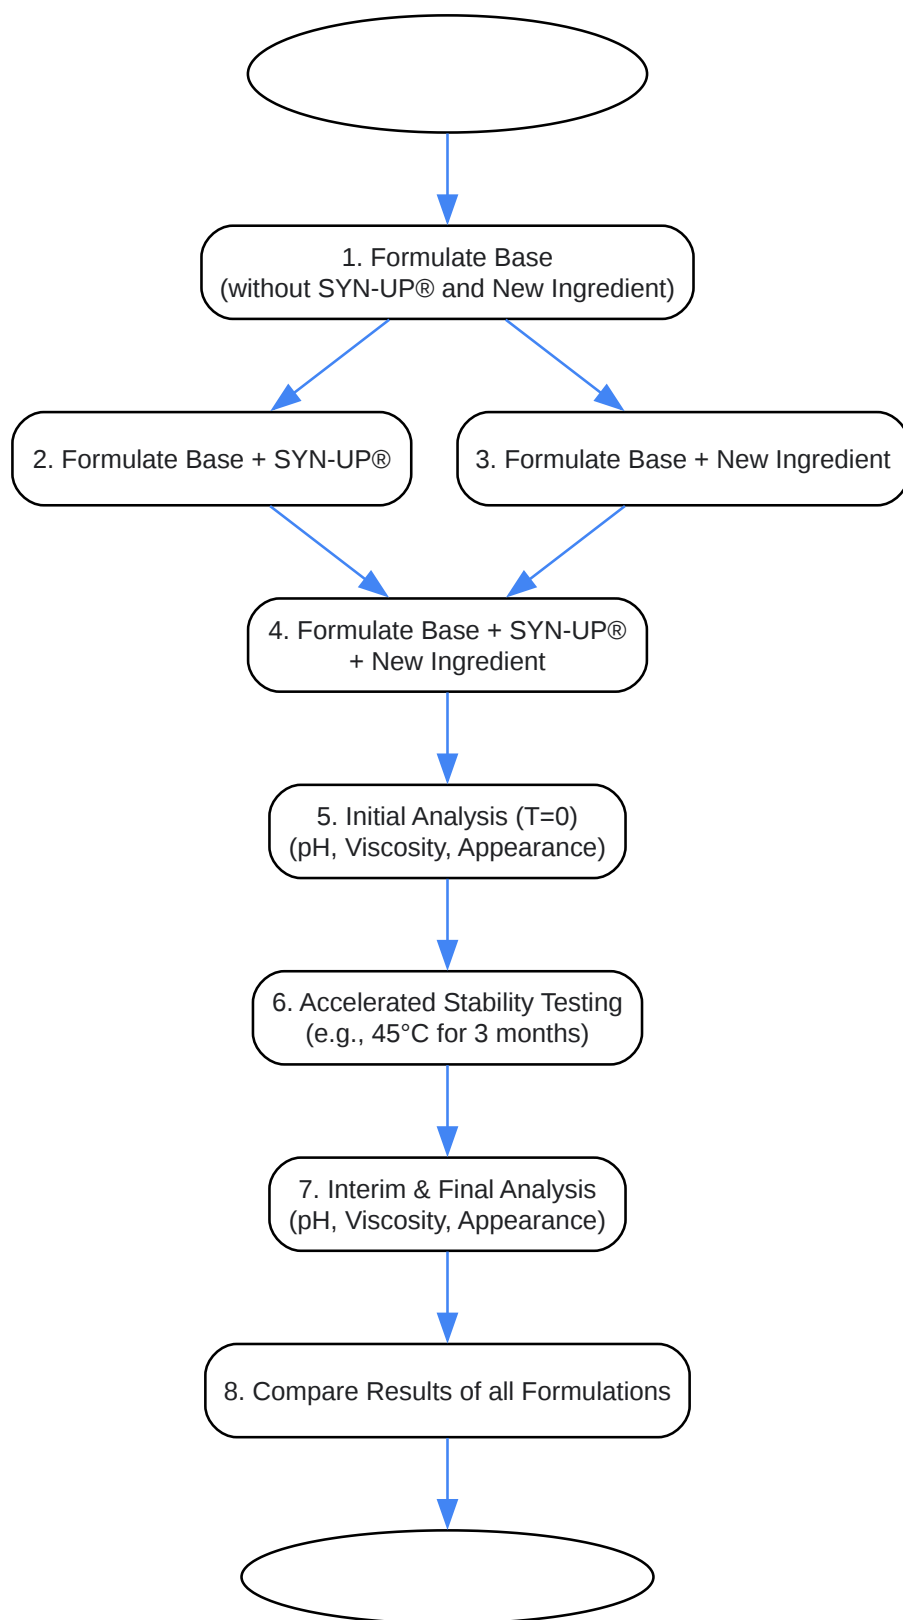 1. Formulate Base
(without SYN-UP® and New Ingredient)
2. Formulate Base + SYN-UP®
3. Formulate Base + New Ingredient
4. Formulate Base + SYN-UP®
+ New Ingredient
5. Initial Analysis (T=0)
(pH, Viscosity, Appearance)
6. Accelerated Stability Testing
(e.g., 45°C for 3 months)
7. Interim & Final Analysis
(pH, Viscosity, Appearance)
8. Compare Results of all Formulations